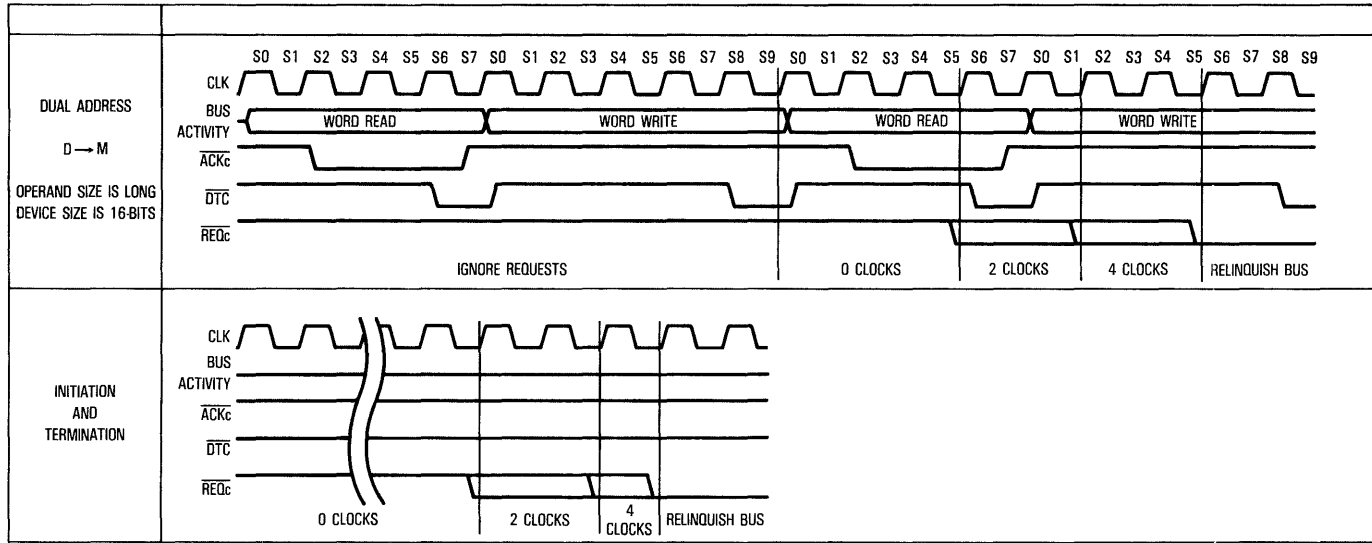 S0 S1 S2 S3 S4 S5 S6 S7 S0 S1 S2 S3 S4 S5 S6 S7 S8 S9 S0 S1 S2 S3 S4 S5 S6 S7 S0 S1 S2 S3 S4 S5 S6 S7 S8 S9
CLK
DUAL ADDRESS
D → M
OPERAND SIZE IS LONG
DEVICE SIZE IS 16-BITS
BUS
ACTIVITY
WORD READ WORD WRITE WORD READ WORD WRITE
ACKc
DTC
REQc
IGNORE REQUESTS 0 CLOCKS 2 CLOCKS 4 CLOCKS RELINQUISH BUS
INITIATION
AND
TERMINATION
CLK
BUS
ACTIVITY
ACKc
DTC
REQc
0 CLOCKS 2 CLOCKS 4 CLOCKS RELINQUISH BUS